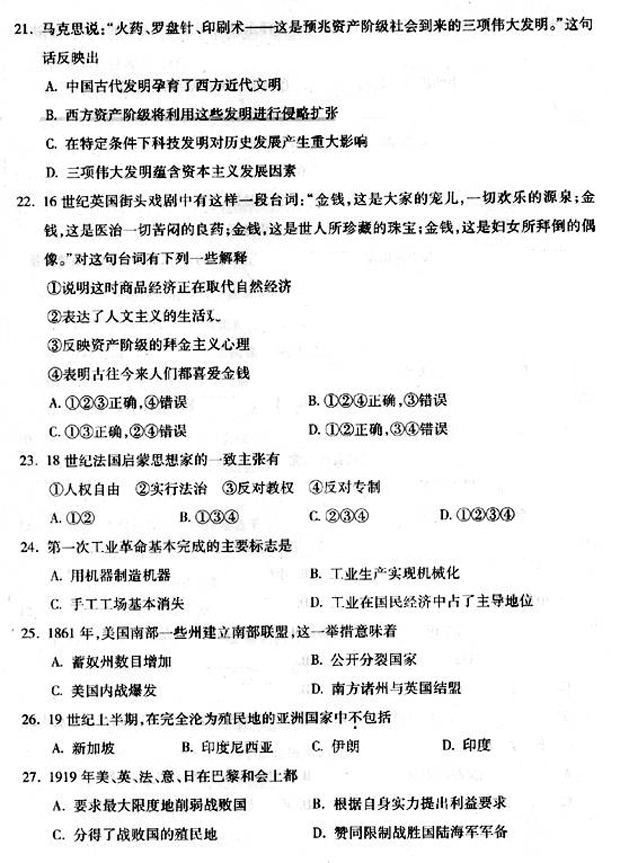 21. 马克思说:“火药、罗盘针、印刷术——这是预兆资产阶级社会到来的三项伟大发明。”这句
话反映出
A. 中国古代发明孕育了西方近代文明
B. 西方资产阶级将利用这些发明进行侵略扩张
C. 在特定条件下科技发明对历史发展产生重大影响
D. 三项伟大发明蕴含资本主义发展因素
22. 16世纪英国街头戏剧中有这样一段台词:“金钱,这是大家的宠儿,一切欢乐的源泉;金
钱,这是医治一切苦闷的良药;金钱,这是世人所珍藏的珠宝;金钱,这是妇女所拜倒的偶
像。”对这句台词有下列一些解释
①说明这时商品经济正在取代自然经济
②表达了人文主义的生活
③反映资产阶级的拜金主义心理
④表明古往今来人们都喜爱金钱
A. ①②③正确,④错误 B. ①②④正确,③错误
C. ①③正确,②④错误 D. ①②正确,③④错误
23. 18世纪法国启蒙思想家的一致主张有
①人权自由 ②实行法治 ③反对教权 ④反对专制
A. ①② B. ①③④ C. ②③④ D. ①②③④
24. 第一次工业革命基本完成的主要标志是
A. 用机器制造机器 B. 工业生产实现机械化
C. 手工工场基本消失 D. 工业在国民经济中占了主导地位
25. 1861年,美国南部一些州建立南部联盟,这一举措意味着
A. 蓄奴州数目增加 B. 公开分裂国家
C. 美国内战爆发 D. 南方诸州与英国结盟
26. 19世纪上半期,在完全沦为殖民地的亚洲国家中不包括
A. 新加坡 B. 印度尼西亚 C. 伊朗 D. 印度
27. 1919年美、英、法、意、日在巴黎和会上都
A. 要求最大限度地削弱战败国 B. 根据自身实力提出利益要求
C. 分得了战败国的殖民地 D. 赞同限制战胜国陆海军军备